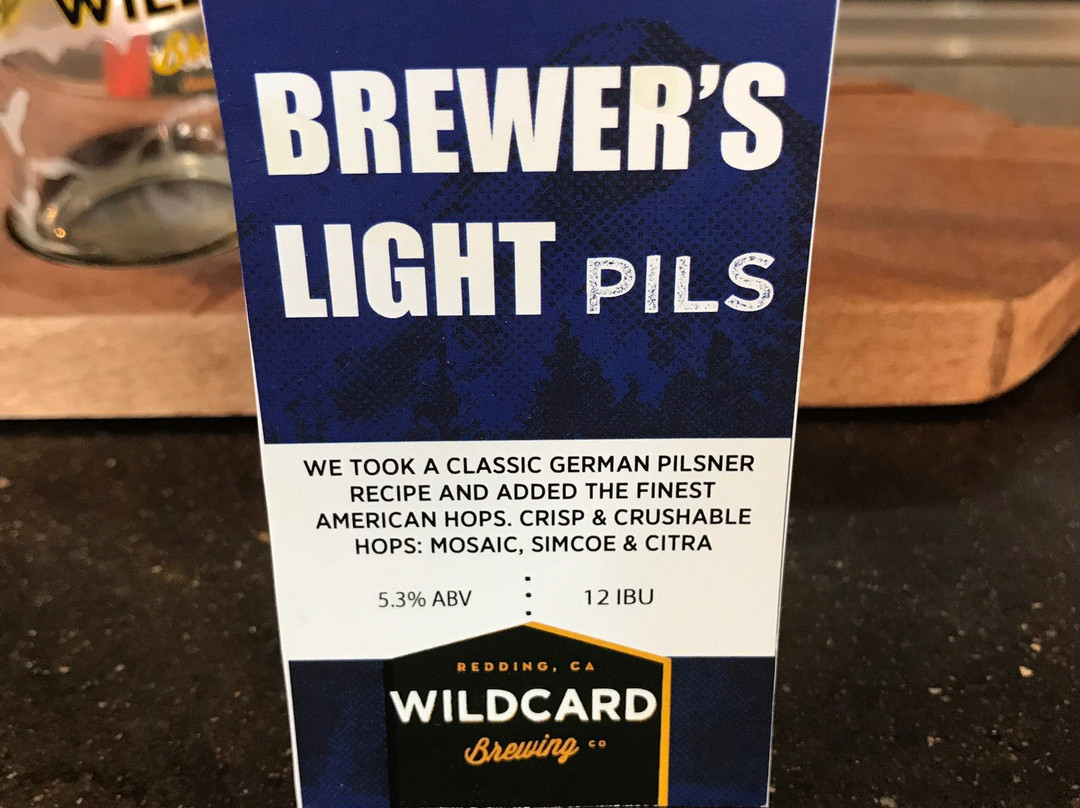 BREWER'S
LIGHT PILS
WE TOOK A CLASSIC GERMAN PILSNER
RECIPE AND ADDED THE FINEST
AMERICAN HOPS. CRISP & CRUSHABLE
HOPS: MOSAIC, SIMCOE & CITRA
5.3% ABV
12 IBU
REDDING, CA
WILDCARD
Brewing CO